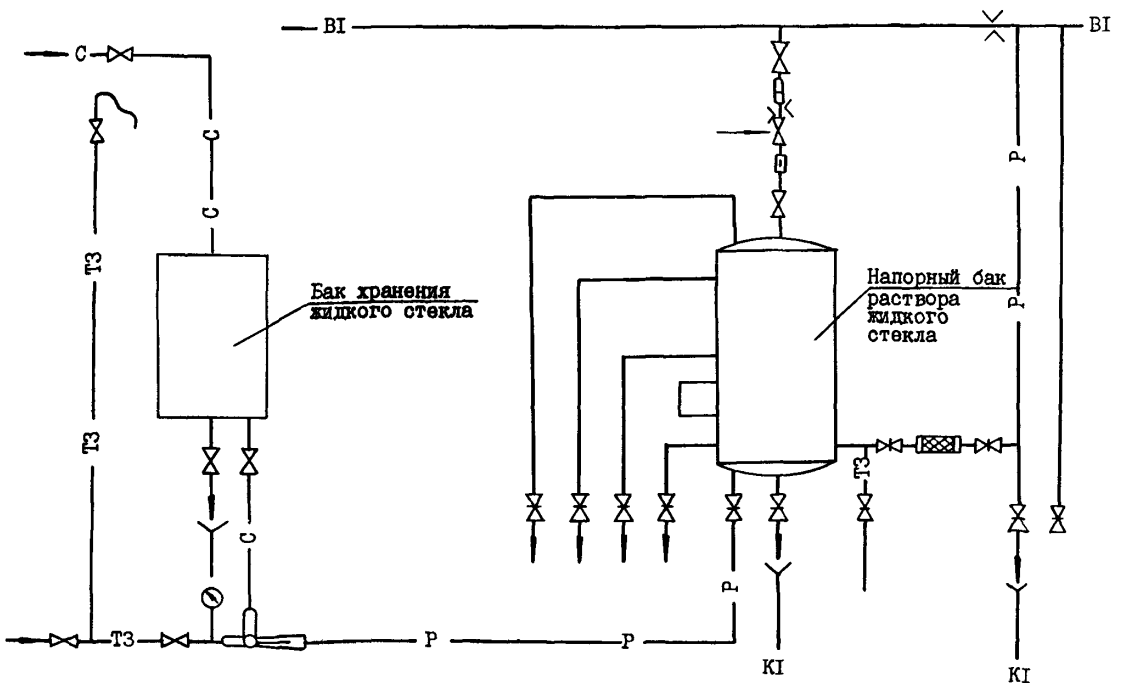 BI
BI
C
C
C
P
T3
Бак хранения
жидкого стекла
Напорный бак
раствора
жидкого
стекла
P
T3
T3
C
P
T3
P
P
KI
KI